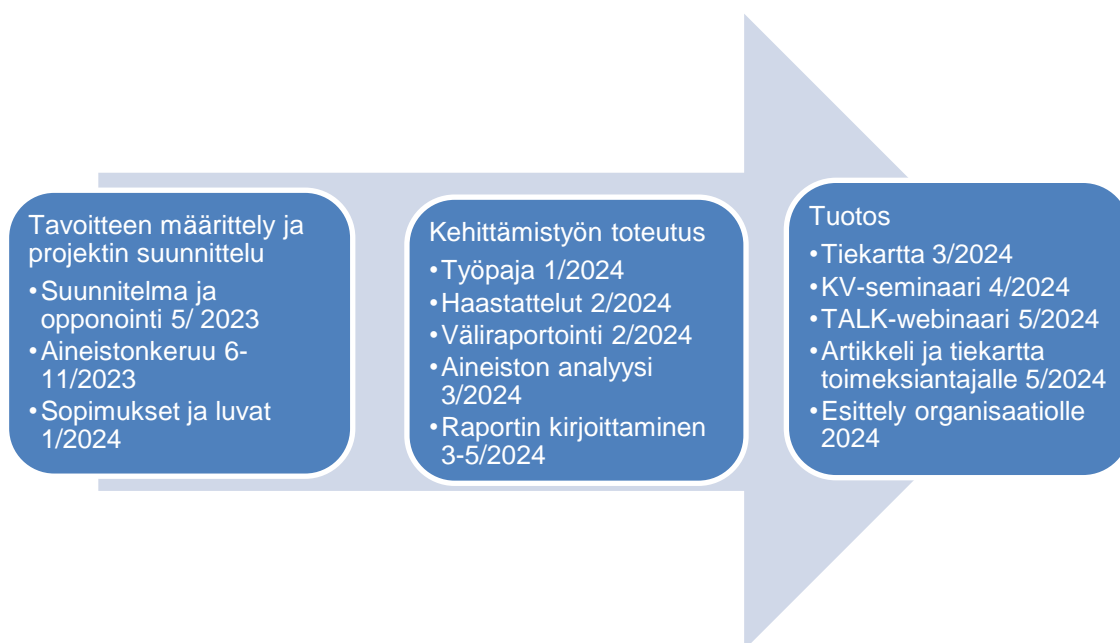 Tavoitteen määrittely ja
projektin suunnittelu
•Suunnitelma ja
opponointi 5/ 2023
•Aineistonkeruu 6-
11/2023
•Sopimukset ja luvat
1/2024
Kehittämistyön toteutus
•Työpaja 1/2024
•Haastattelut 2/2024
•Väliraportointi 2/2024
•Aineiston analyysi
3/2024
•Raportin kirjoittaminen
3-5/2024
Tuotos
•Tiekartta 3/2024
•KV-seminaari 4/2024
•TALK-webinaari 5/2024
•Artikkeli ja tiekartta
toimeksiantajalle 5/2024
•Esittely organisaatiolle
2024